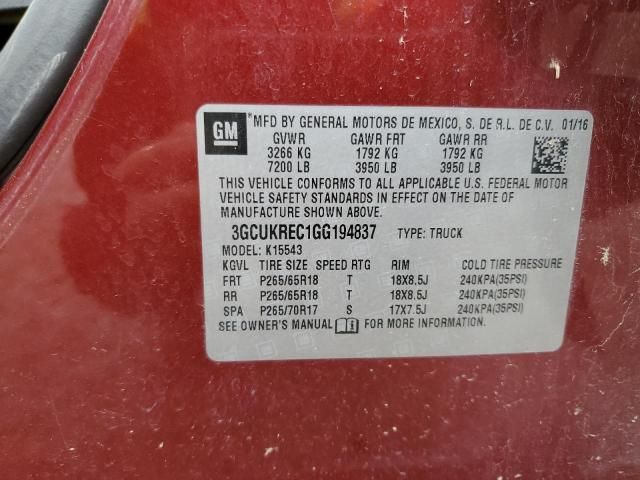 GM
MFD BY GENERAL MOTORS DE MEXICO, S. DE R.L. DE C.V. 01/16
GVWR GAWR FRT GAWR RR
3266 KG 1792 KG 1792 KG
7200 LB 3950 LB 3950 LB
THIS VEHICLE CONFORMS TO ALL APPLICABLE U.S. FEDERAL MOTOR
VEHICLE SAFETY STANDARDS IN EFFECT ON THE DATE OF
MANUFACTURE SHOWN ABOVE.
3GCUKREC1GG194837 TYPE: TRUCK
MODEL: K15543
KGVL TIRE SIZE SPEED RTG RIM COLD TIRE PRESSURE
FRT P265/65R18 T 18X8.5J 240KPA(35PSI)
RR P265/65R18 T 18X8.5J 240KPA(35PSI)
SPA P265/70R17 S 17X7.5J 240KPA(35PSI)
SEE OWNER'S MANUAL FOR MORE INFORMATION.